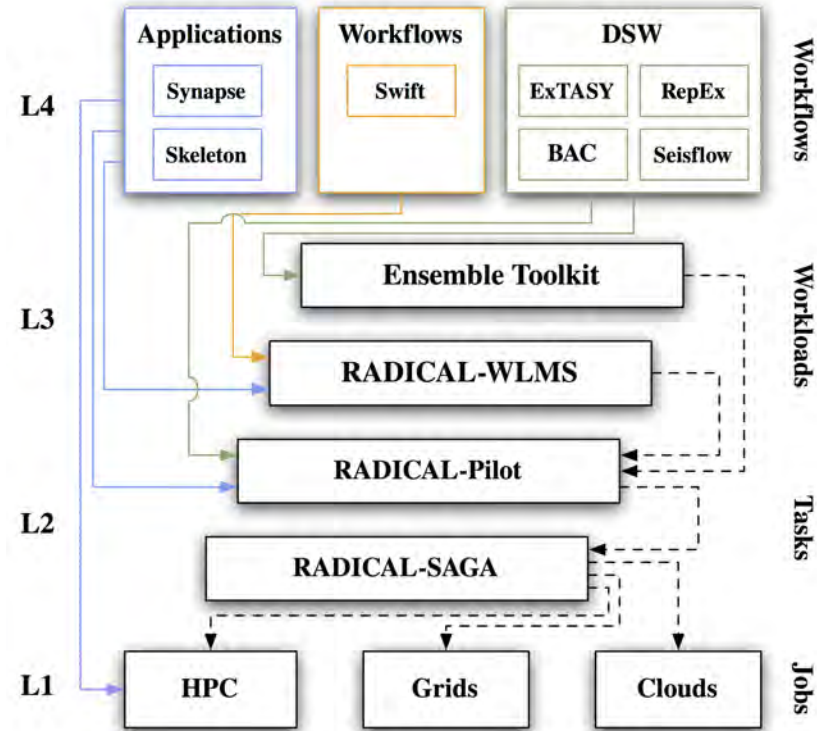 Applications
Workflows
DSW
Synapse
Swift
ExTASY
RepEx
L4
Skeleton
BAC
Seisflow
Workflows
Ensemble Toolkit
L3
Workloads
RADICAL-WLMS
RADICAL-Pilot
L2
Tasks
RADICAL-SAGA
L1
HPC
Grids
Clouds
Jobs